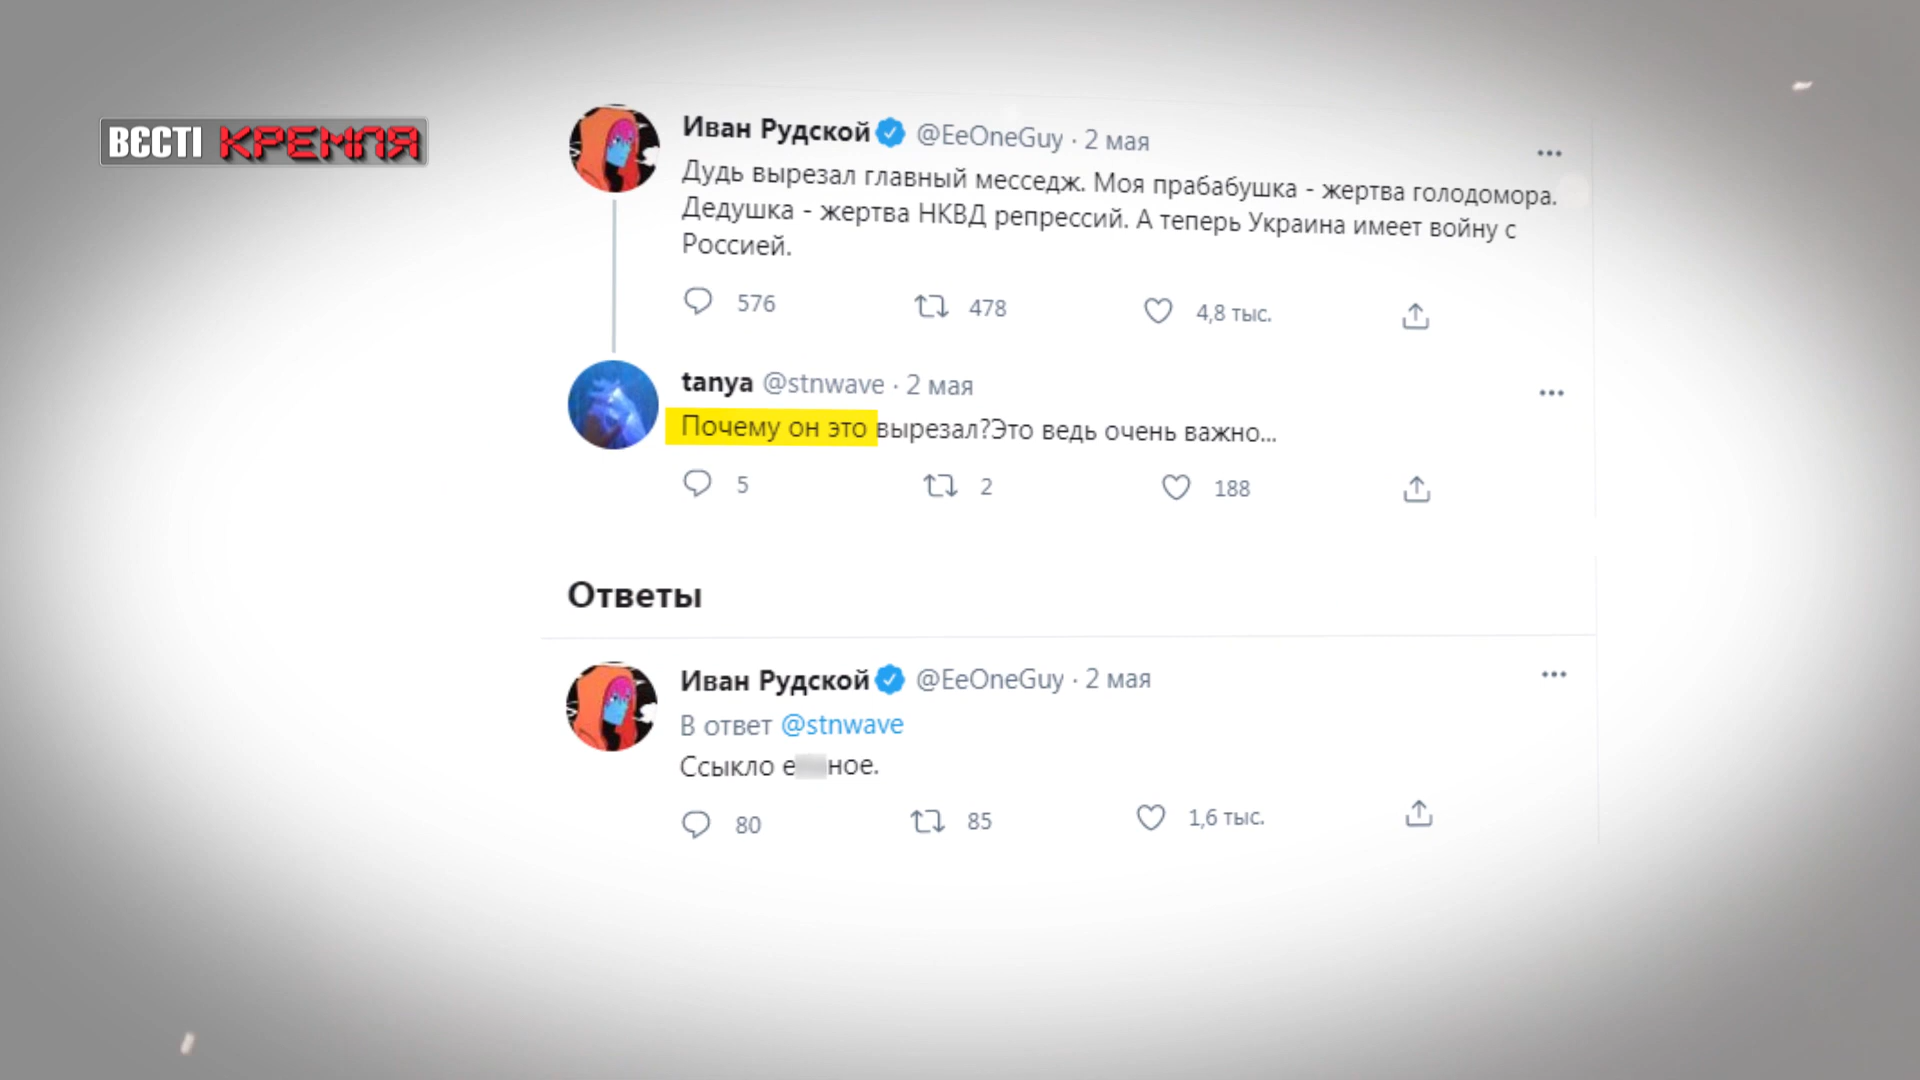 ВЄСТІ КРЕМЛЯ
Иван Рудской @EeOneGuy · 2 мая
Дудь вырезал главный месседж. Моя прабабушка - жертва голодомора.
Дедушка - жертва НКВД репрессий. А теперь Украина имеет войну с
Россией.
576 478 4,8 тыс.
tanya @stnwave · 2 мая
Почему он это вырезал?Это ведь очень важно...
5 2 188
Ответы
Иван Рудской @EeOneGuy · 2 мая
В ответ @stnwave
Ссыкло е ное.
80 85 1,6 тыс.